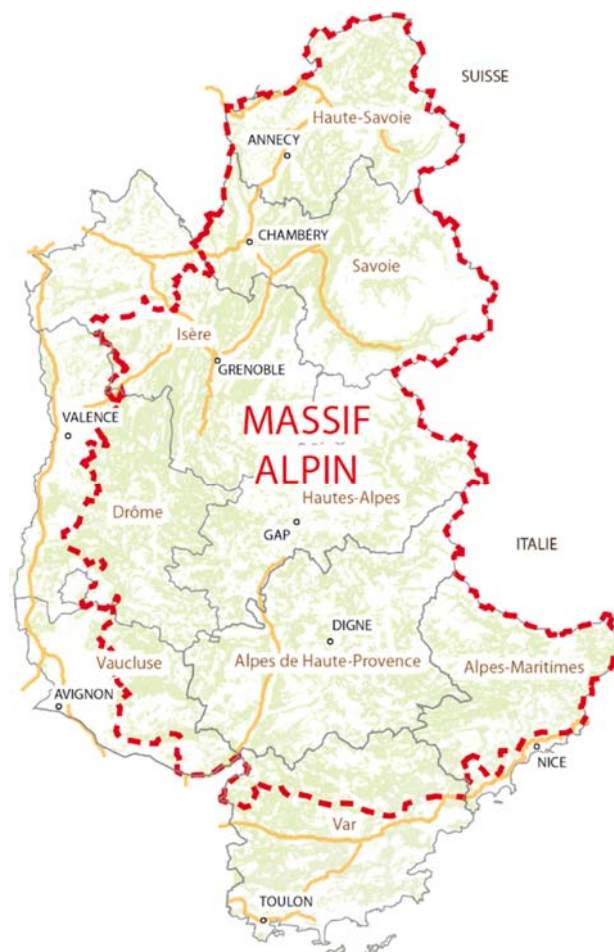 SUISSE
Haute-Savoie
ANNECY
CHAMBÉRY
Savoie
Isère
GRENOBLE
MASSIF
ALPIN
VALENCE
Hautes-Alpes
Drôme
GAP
ITALIE
DIGNE
Vaucluse
Alpes de Haute-Provence
Alpes-Maritimes
AVIGNON
NICE
Var
TOULON